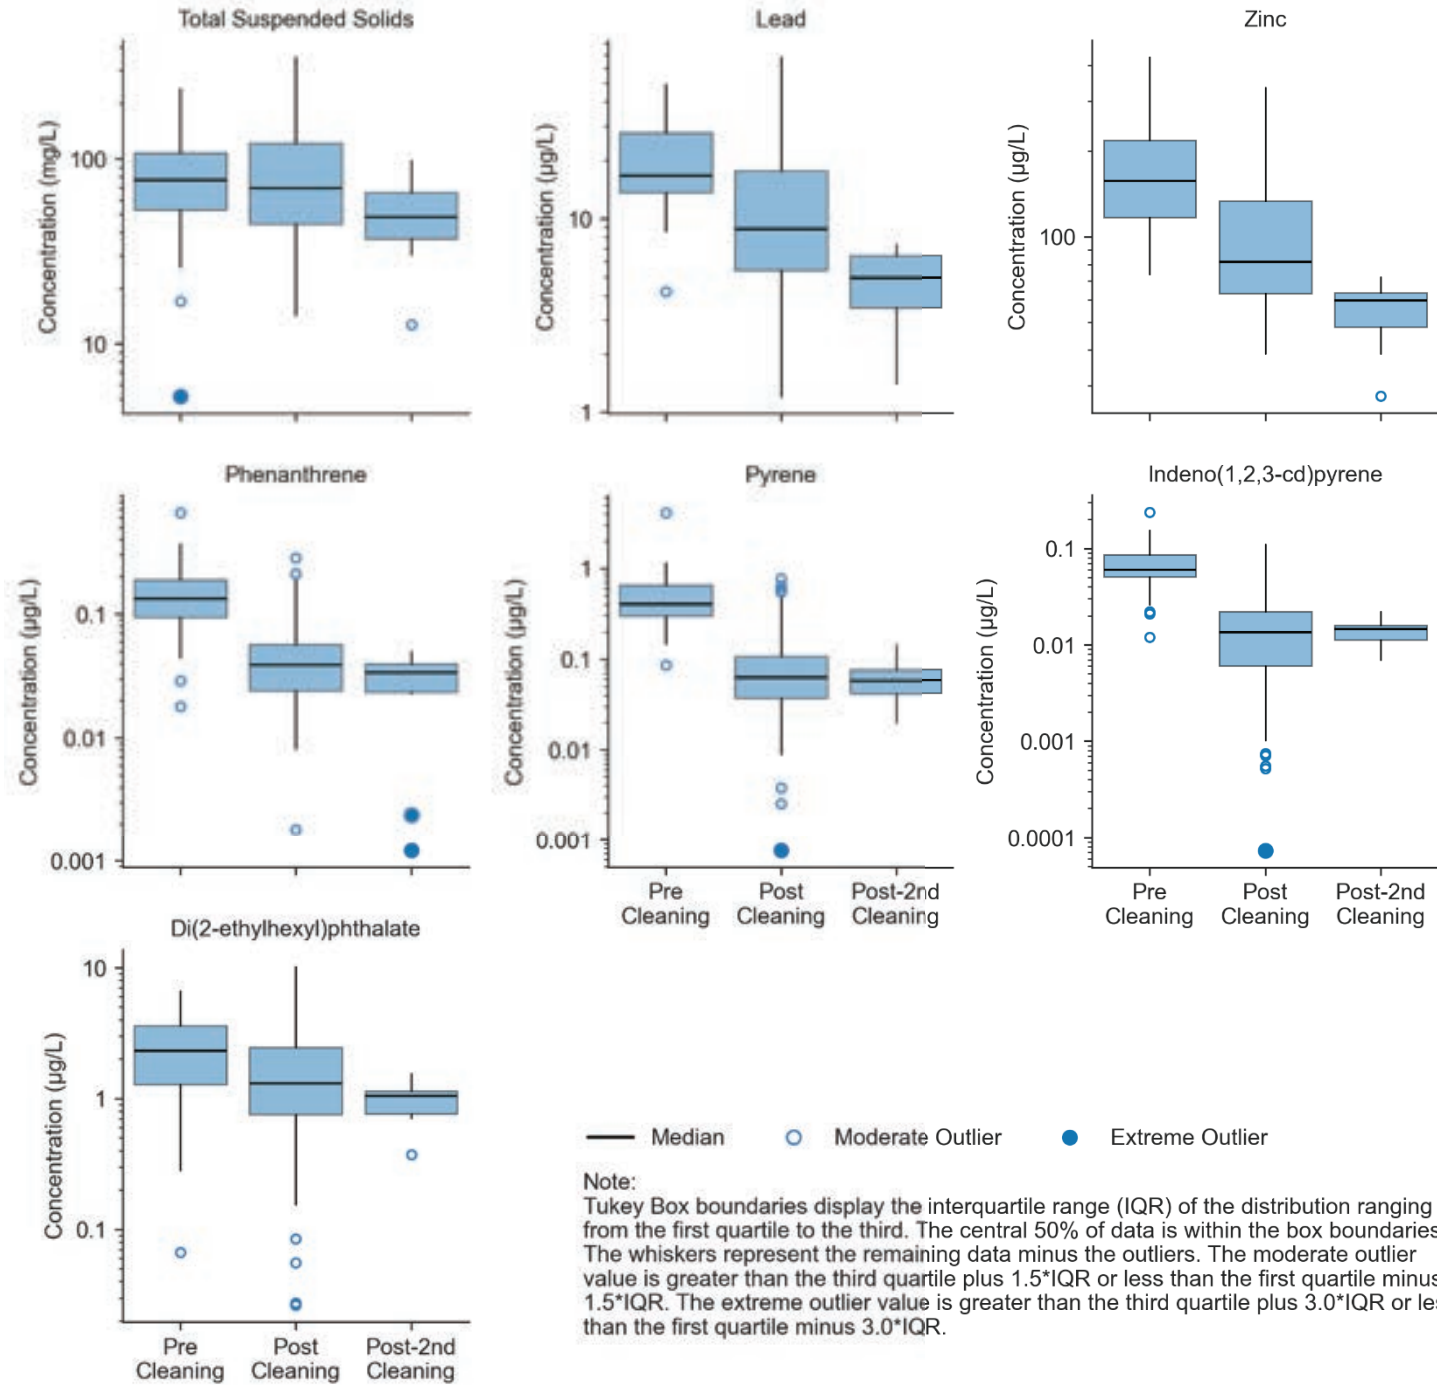 Total Suspended Solids
Concentration (mg/L)
100
10
Lead
Concentration (µg/L)
10
1
Zinc
Concentration (µg/L)
100
Phenanthrene
Concentration (µg/L)
0.1
0.01
0.001
Pyrene
Concentration (µg/L)
1
0.1
0.01
0.001
Pre Cleaning
Post Cleaning
Post-2nd Cleaning
Indeno(1,2,3-cd)pyrene
Concentration (µg/L)
0.1
0.01
0.001
0.0001
Pre Cleaning
Post Cleaning
Post-2nd Cleaning
Di(2-ethylhexyl)phthalate
Concentration (µg/L)
10
1
0.1
Pre Cleaning
Post Cleaning
Post-2nd Cleaning
Median
Moderate Outlier
Extreme Outlier
Note:
Tukey Box boundaries display the interquartile range (IQR) of the distribution ranging
from the first quartile to the third. The central 50% of data is within the box boundaries
The whiskers represent the remaining data minus the outliers. The moderate outlier
value is greater than the third quartile plus 1.5*IQR or less than the first quartile minus
1.5*IQR. The extreme outlier value is greater than the third quartile plus 3.0*IQR or
than the first quartile minus 3.0*IQR.